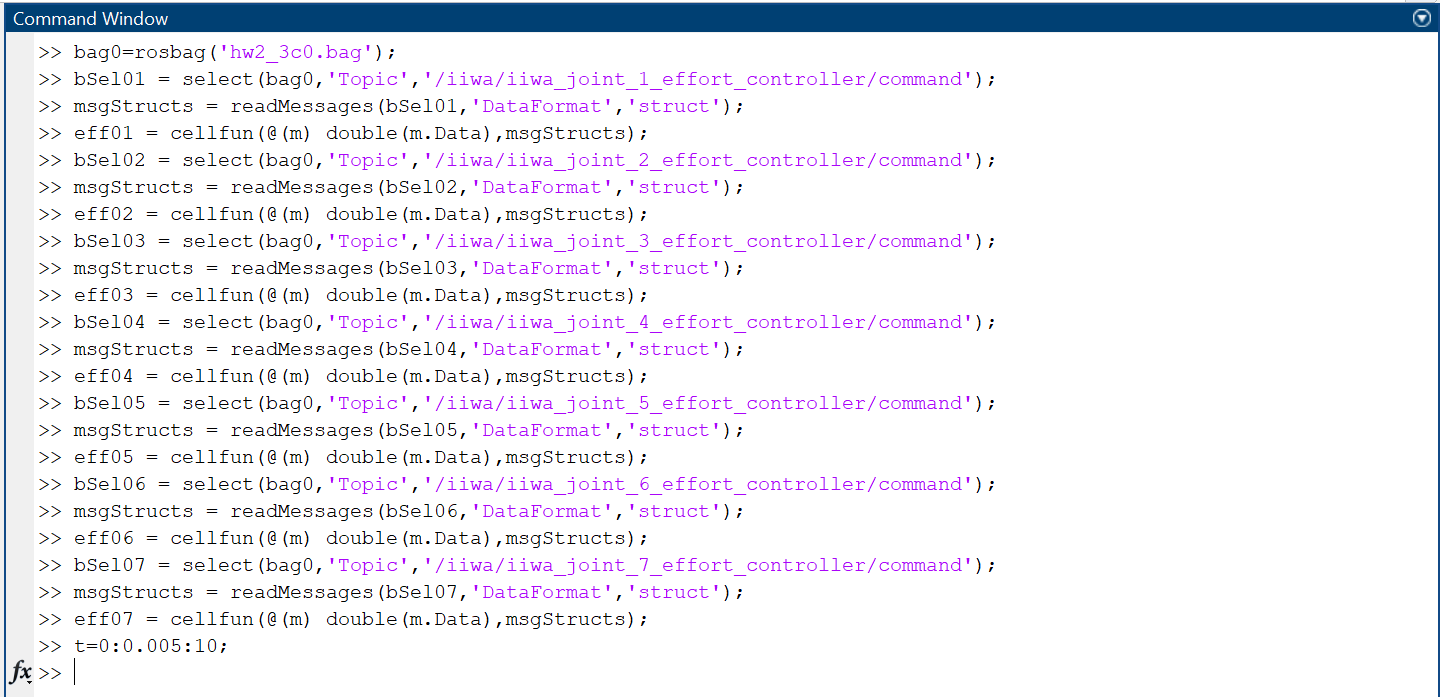 Command Window
>> bag0=rosbag('hw2_3c0.bag');
>> bSel01 = select(bag0,'Topic','/iiwa/iiwa_joint_1_effort_controller/command');
>> msgStructs = readMessages(bSel01,'DataFormat','struct');
>> eff01 = cellfun(@(m) double(m.Data),msgStructs);
>> bSel02 = select(bag0,'Topic','/iiwa/iiwa_joint_2_effort_controller/command');
>> msgStructs = readMessages(bSel02,'DataFormat','struct');
>> eff02 = cellfun(@(m) double(m.Data),msgStructs);
>> bSel03 = select(bag0,'Topic','/iiwa/iiwa_joint_3_effort_controller/command');
>> msgStructs = readMessages(bSel03,'DataFormat','struct');
>> eff03 = cellfun(@(m) double(m.Data),msgStructs);
>> bSel04 = select(bag0,'Topic','/iiwa/iiwa_joint_4_effort_controller/command');
>> msgStructs = readMessages(bSel04,'DataFormat','struct');
>> eff04 = cellfun(@(m) double(m.Data),msgStructs);
>> bSel05 = select(bag0,'Topic','/iiwa/iiwa_joint_5_effort_controller/command');
>> msgStructs = readMessages(bSel05,'DataFormat','struct');
>> eff05 = cellfun(@(m) double(m.Data),msgStructs);
>> bSel06 = select(bag0,'Topic','/iiwa/iiwa_joint_6_effort_controller/command');
>> msgStructs = readMessages(bSel06,'DataFormat','struct');
>> eff06 = cellfun(@(m) double(m.Data),msgStructs);
>> bSel07 = select(bag0,'Topic','/iiwa/iiwa_joint_7_effort_controller/command');
>> msgStructs = readMessages(bSel07,'DataFormat','struct');
>> eff07 = cellfun(@(m) double(m.Data),msgStructs);
>> t=0:0.005:10;
fx >>